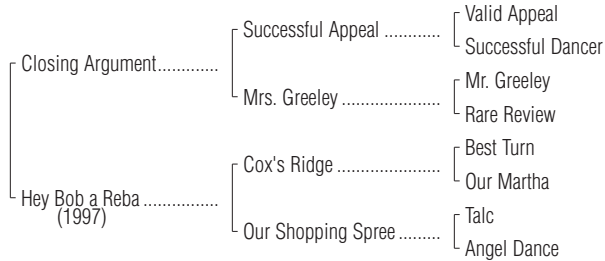 Valid Appeal
Successful Appeal ............
Successful Dancer
Closing Argument.............
Mr. Greeley
Mrs. Greeley .....................
Rare Review
Best Turn
Cox's Ridge ......................
Our Martha
Hey Bob a Reba ................
(1997)
Talc
Our Shopping Spree .........
Angel Dance